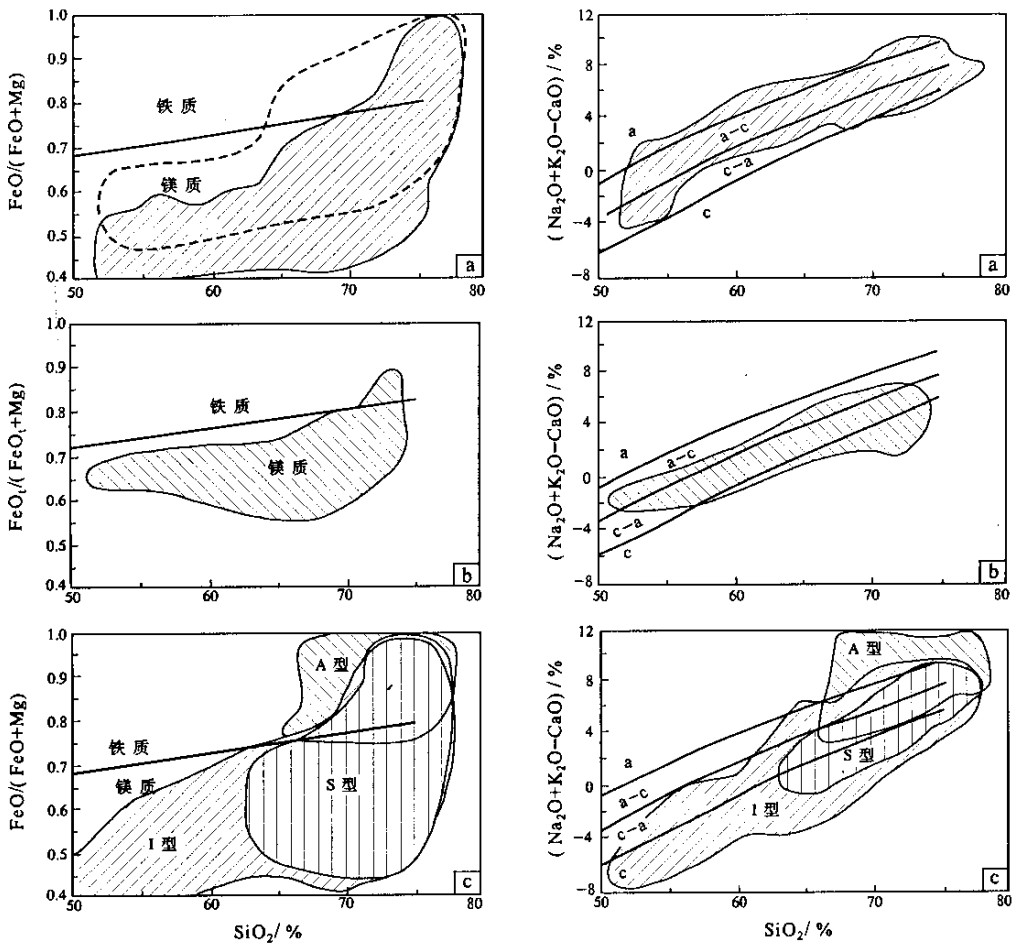 FeO/(FeO+Mg)
1.0
0.9
0.8
0.7
0.6
0.5
0.4
铁质
镁质
a
50
60
70
80
(Na₂O+K₂O−CaO)/%
12
8
4
0
−4
−8
a
a−c
c−a
c
a
50
60
70
80
FeOₜ/(FeOₜ+Mg)
1.0
0.9
0.8
0.7
0.6
0.5
0.4
铁质
镁质
b
50
60
70
80
(Na₂O+K₂O−CaO)/%
12
8
4
0
−4
−8
a
a−c
c−a
c
b
50
60
70
80
FeO/(FeO+Mg)
1.0
0.9
0.8
0.7
0.6
0.5
0.4
A型
铁质
镁质
S型
I型
c
50
60
70
80
SiO₂/%
(Na₂O+K₂O−CaO)/%
12
8
4
0
−4
−8
A型
a
S型
a−c
I型
c−a
c
c
50
60
70
80
SiO₂/%